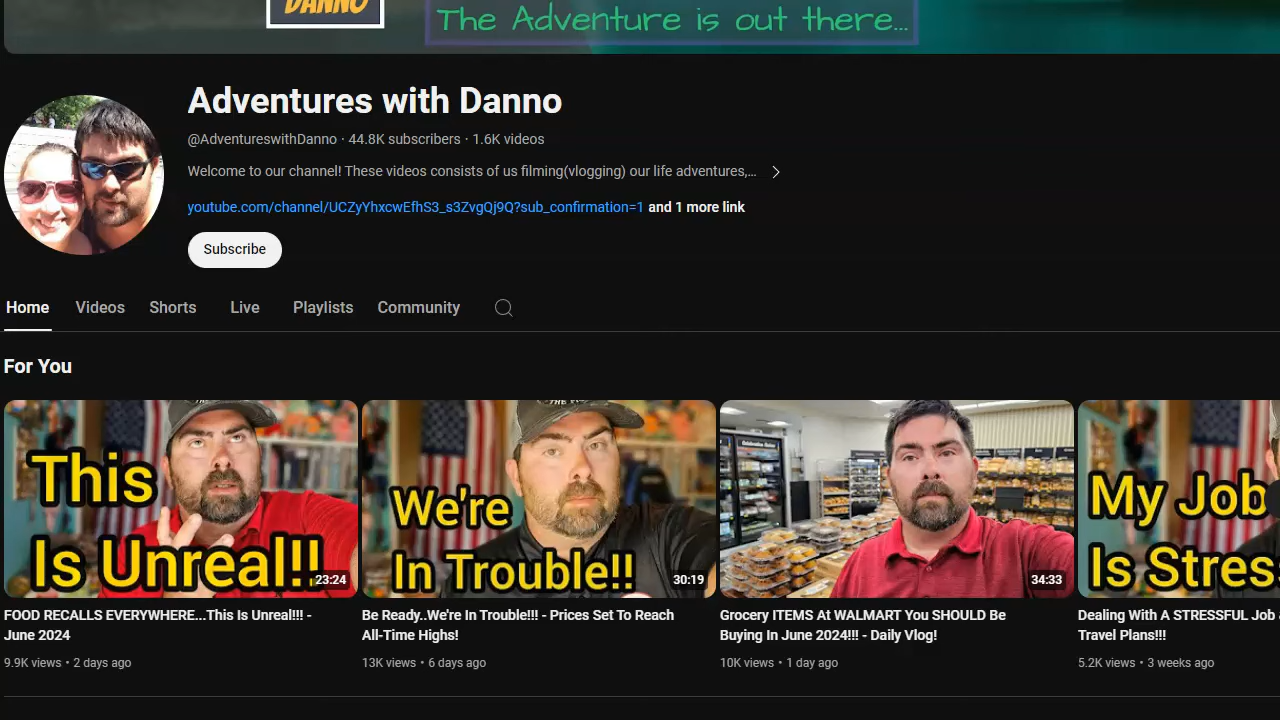 DANNO
The Adventure is out there...
Adventures with Danno
@AdventureswithDanno · 44.8K subscribers · 1.6K videos
Welcome to our channel! These videos consists of us filming(vlogging) our life adventures,...
youtube.com/channel/UCZyYhxcwEfhS3_s3ZvgQj9Q?sub_confirmation=1 and 1 more link
Subscribe
Home Videos Shorts Live Playlists Community
For You
This
Is Unreal!!
23:24
We're
In Trouble!!
30:19
34:33
My Job
Is Stres
FOOD RECALLS EVERYWHERE...This Is Unreal!!! -
June 2024
9.9K views • 2 days ago
Be Ready..We're In Trouble!!! - Prices Set To Reach
All-Time Highs!
13K views • 6 days ago
Grocery ITEMS At WALMART You SHOULD Be
Buying In June 2024!!! - Daily Vlog!
10K views • 1 day ago
Dealing With A STRESSFUL Job
Travel Plans!!!
5.2K views • 3 weeks ago